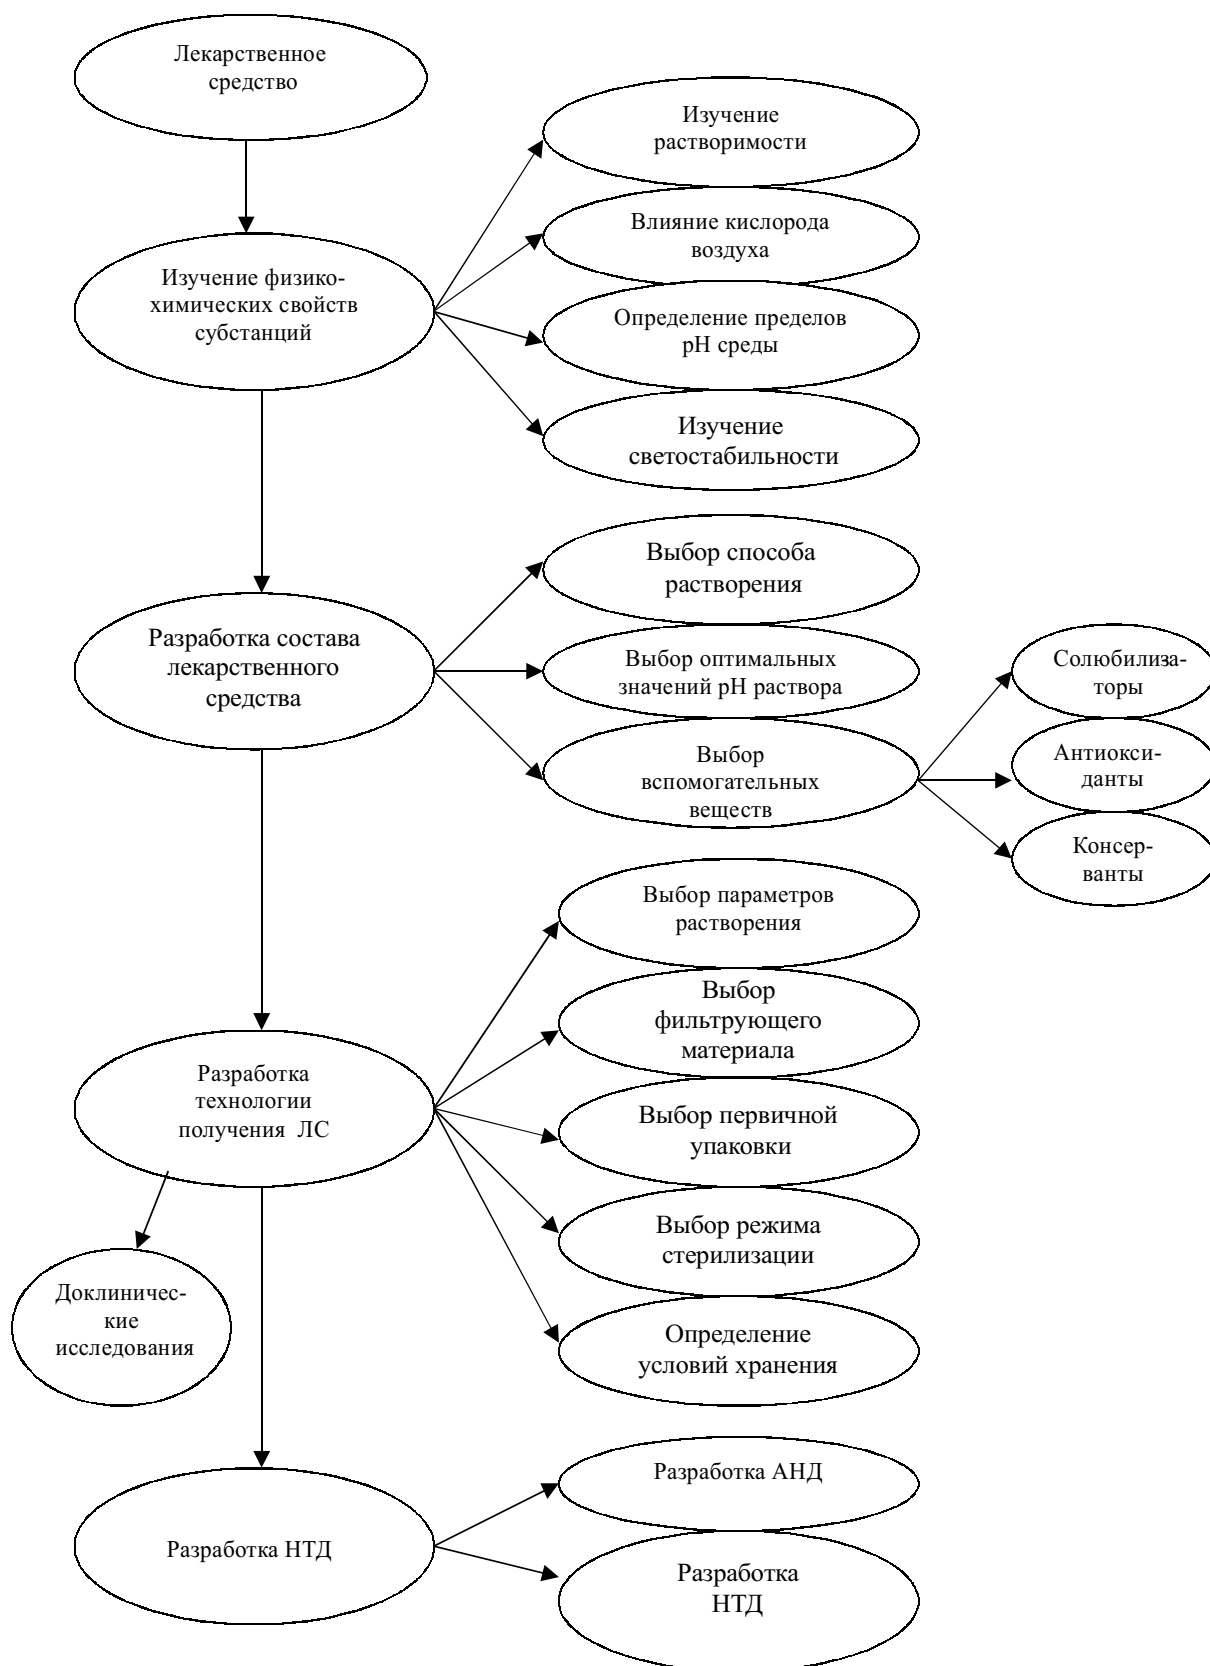 Лекарственное
средство
Изучение
растворимости
Влияние кислорода
воздуха
Изучение физико-
химических свойств
субстанций
Определение пределов
рН среды
Изучение
светостабильности
Выбор способа
растворения
Разработка состава
лекарственного
средства
Выбор оптимальных
значений рН раствора
Выбор
вспомогательных
веществ
Солюбилиза-
торы
Антиокси-
данты
Консер-
ванты
Выбор параметров
растворения
Выбор
фильтрующего
материала
Разработка
технологии
получения ЛС
Выбор первичной
упаковки
Выбор режима
стерилизации
Определение
условий хранения
Доклиничес-
кие
исследования
Разработка НТД
Разработка АНД
Разработка
НТД